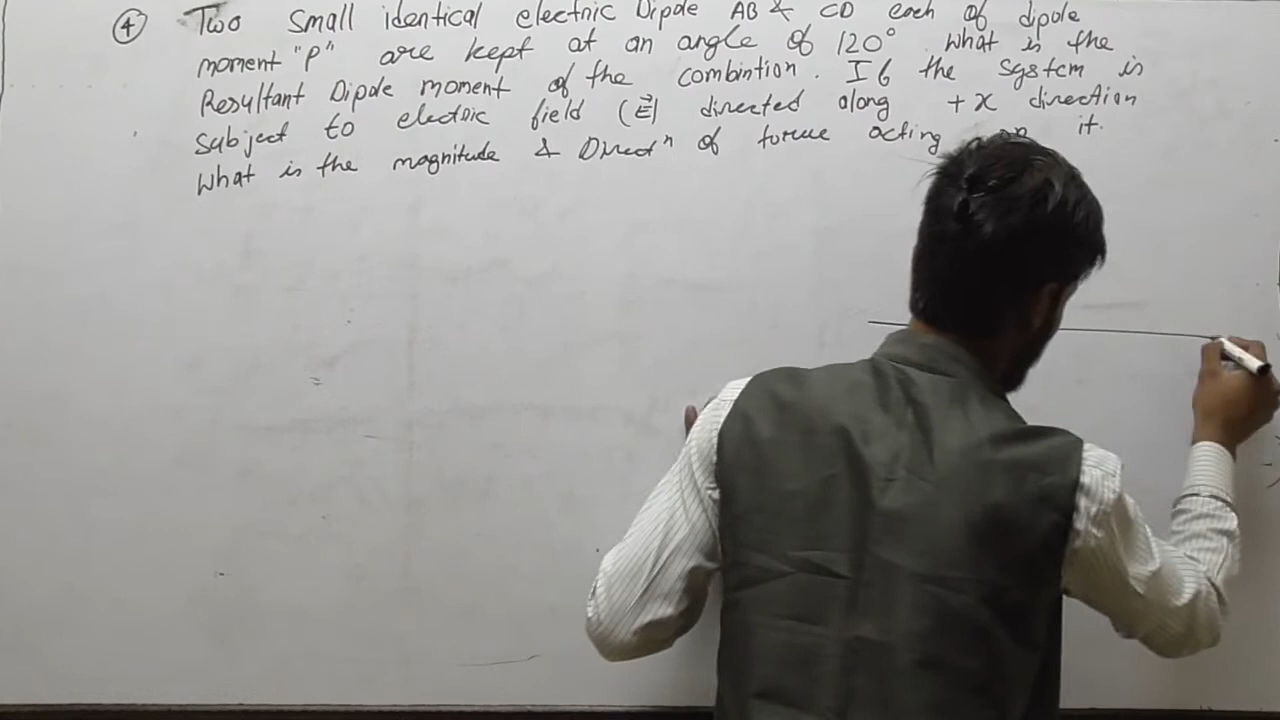 ④ Two Small identical electric Dipole AB & CD each of dipole
moment "P" are kept at an angle of 120° What is the
Resultant Dipole moment of the combintion. If the system is
subject to electric field (E⃗) directed along +x direction
What is the magnitude & Directⁿ of torue acting on it.